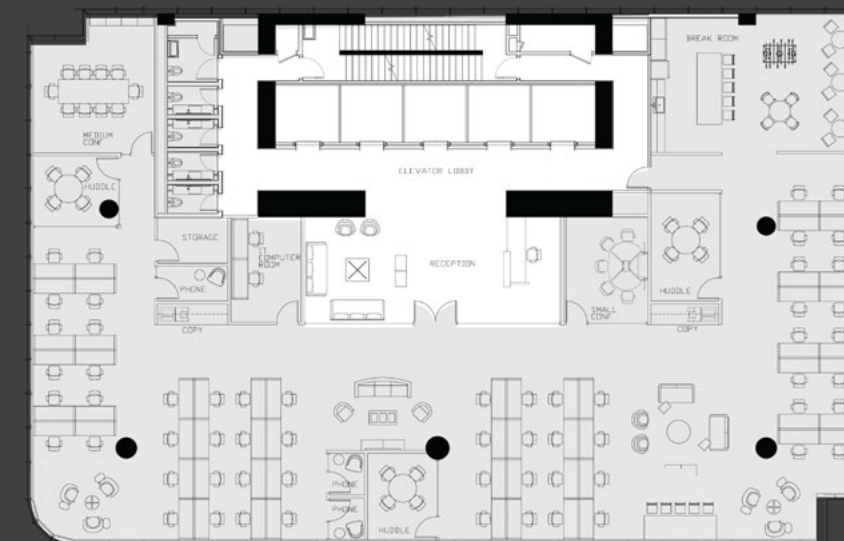 BREAK ROOM
MEDIUM
CONF
ELEVATOR LOBBY
HUDDLE
STORAGE
IT
COMPUTER
ROOM
RECEPTION
PHONE
SMALL
CONF
HUDDLE
COPY
COPY
PHONE
PHONE
HUDDLE